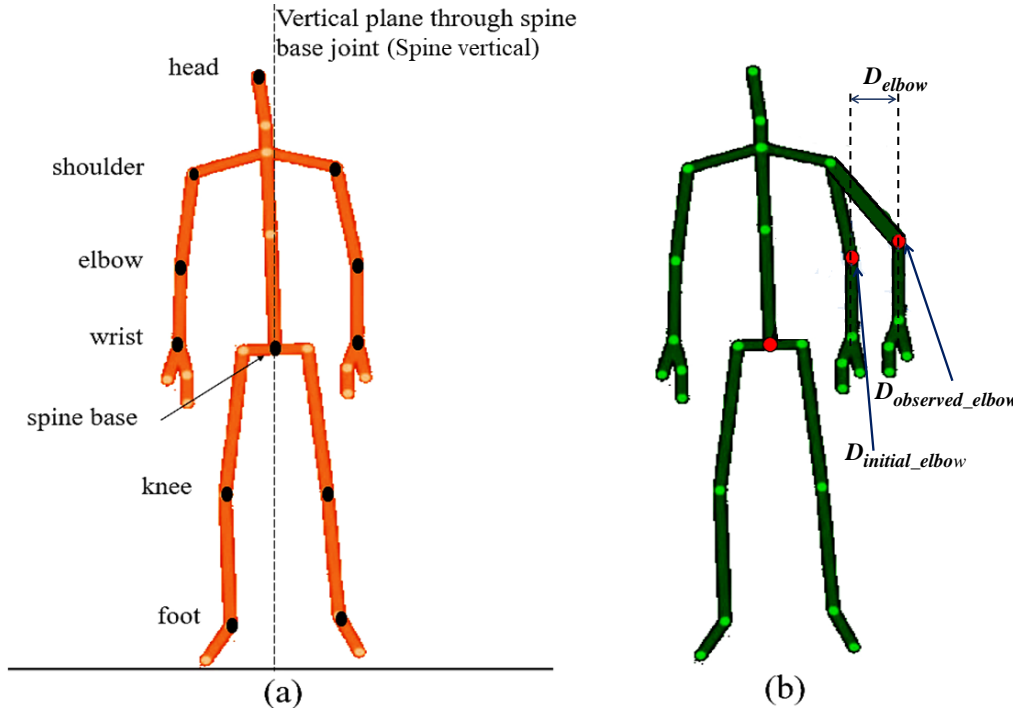 Vertical plane through spine
base joint (Spine vertical)
head
shoulder
elbow
wrist
spine base
knee
foot
(a)
D_elbow
D_observed_elbow
D_initial_elbow
(b)